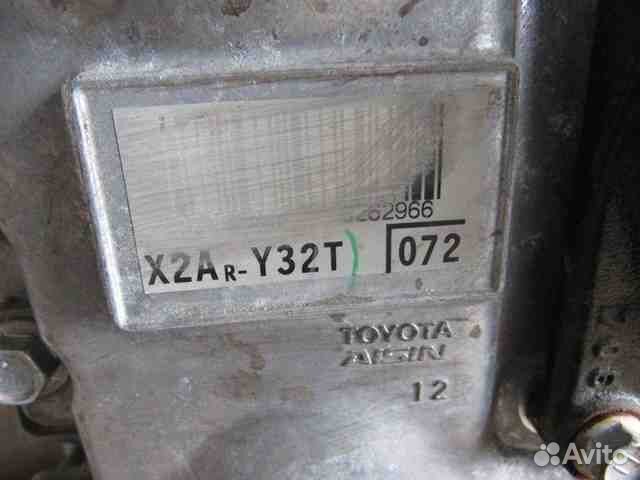 262966
X2AR-Y32T) 072
TOYOTA
AISIN
12
Avito